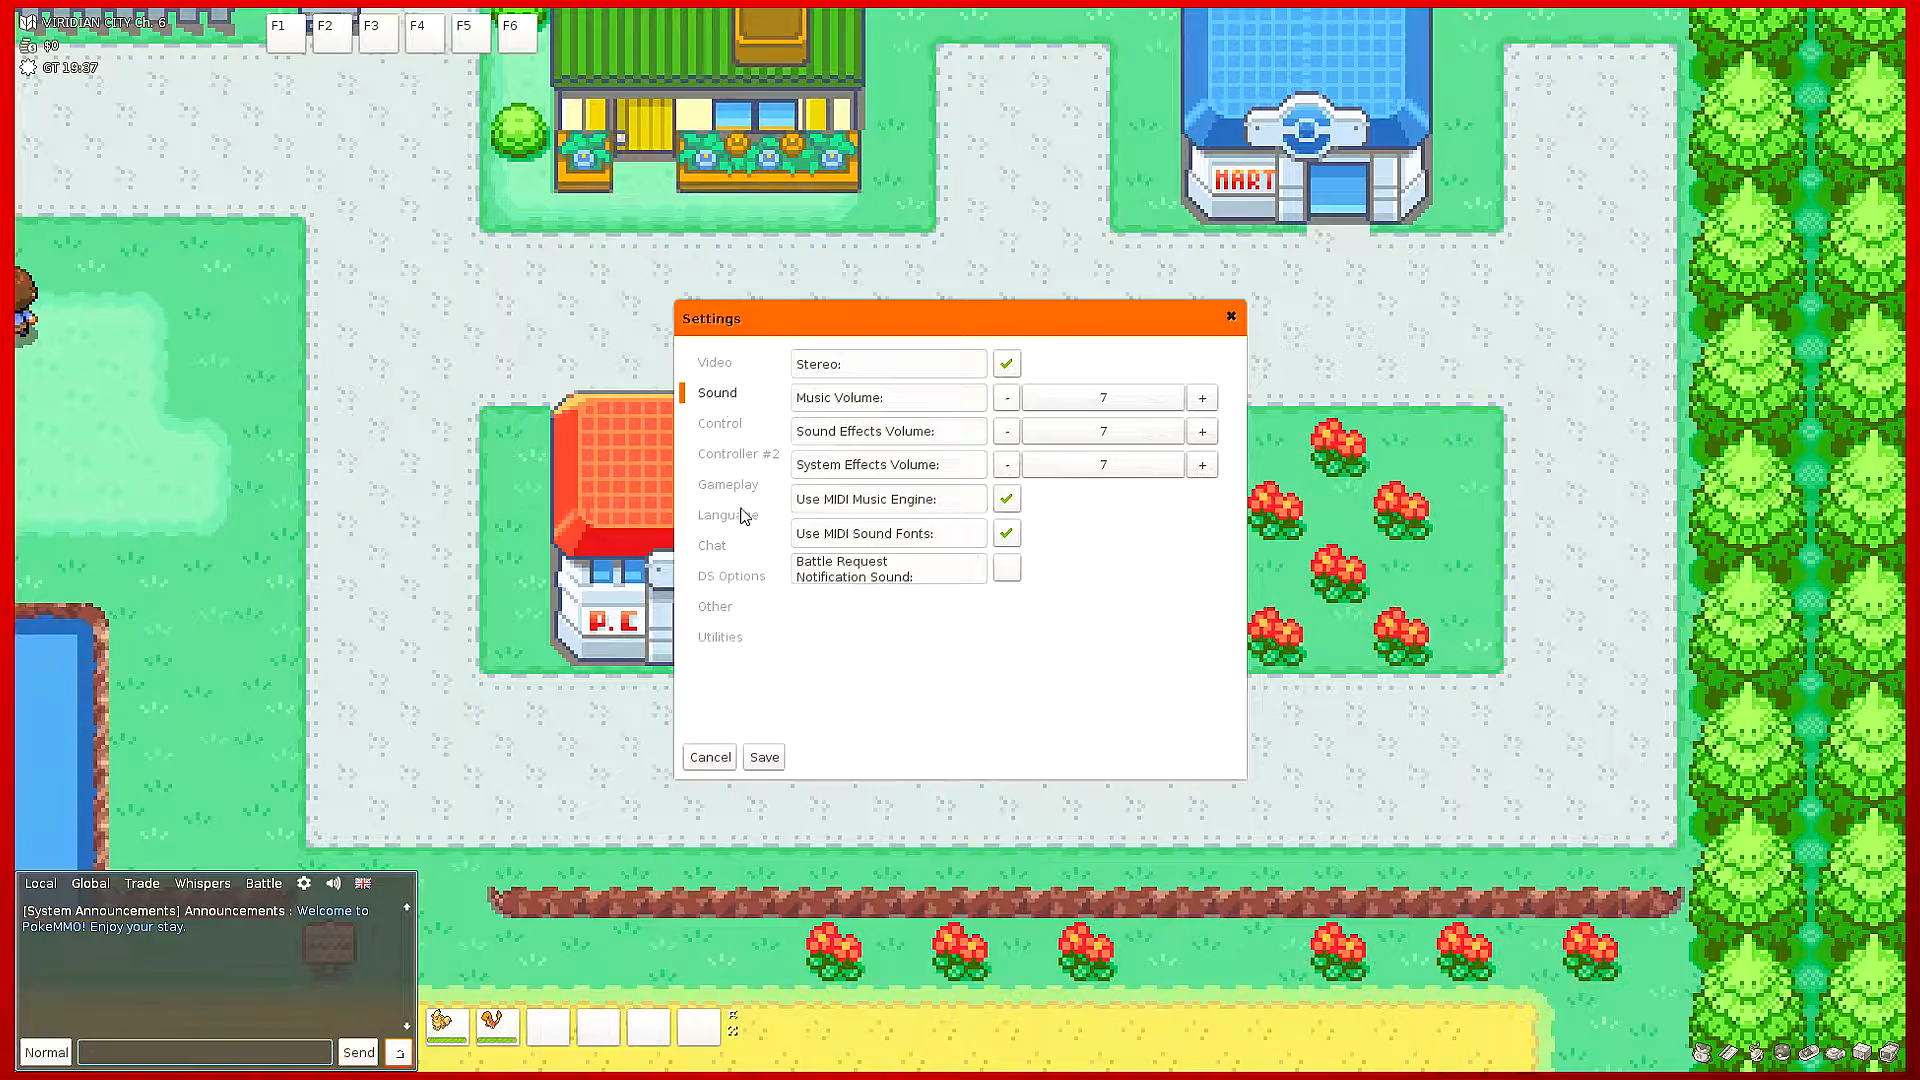 VIRIDIAN CITY Ch. 6
$0
GT 19:37
F1 F2 F3 F4 F5 F6
MART
Settings
Video
Sound
Control
Controller #2
Gameplay
Language
Chat
DS Options
Other
Utilities
Stereo:
Music Volume: - 7 +
Sound Effects Volume: - 7 +
System Effects Volume: - 7 +
Use MIDI Music Engine:
Use MIDI Sound Fonts:
Battle Request
Notification Sound:
Cancel Save
P.C
Local Global Trade Whispers Battle
[System Announcements] Announcements : Welcome to
PokeMMO! Enjoy your stay.
Normal Send